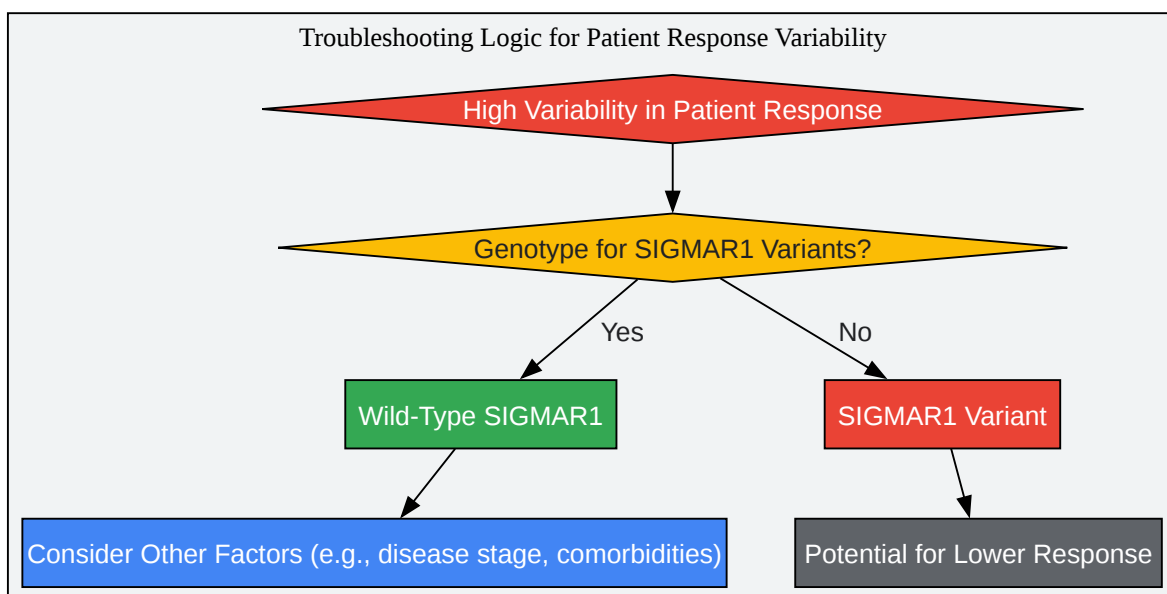 Troubleshooting Logic for Patient Response Variability
High Variability in Patient Response
Genotype for SIGMAR1 Variants?
Yes
No
Wild-Type SIGMAR1
SIGMAR1 Variant
Consider Other Factors (e.g., disease stage, comorbidities)
Potential for Lower Response